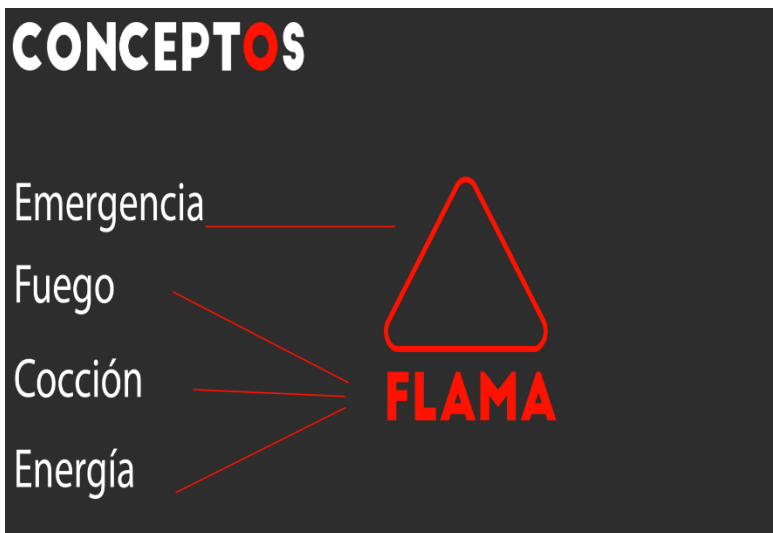 CONCEPTOS
Emergencia
Fuego
Cocción
Energía
FLAMA